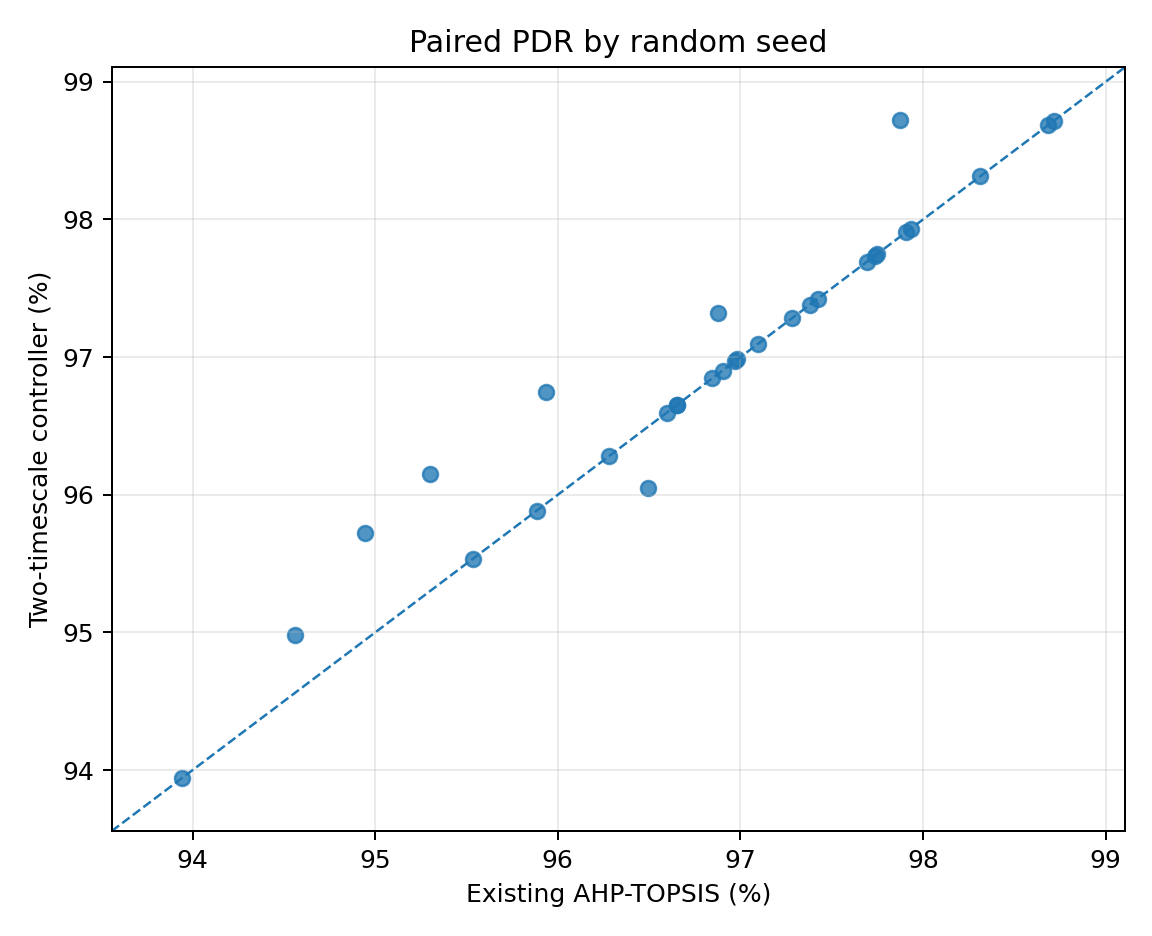 Paired PDR by random seed
99
98
97
96
95
94
Two-timescale controller (%)
94 95 96 97 98 99
Existing AHP-TOPSIS (%)